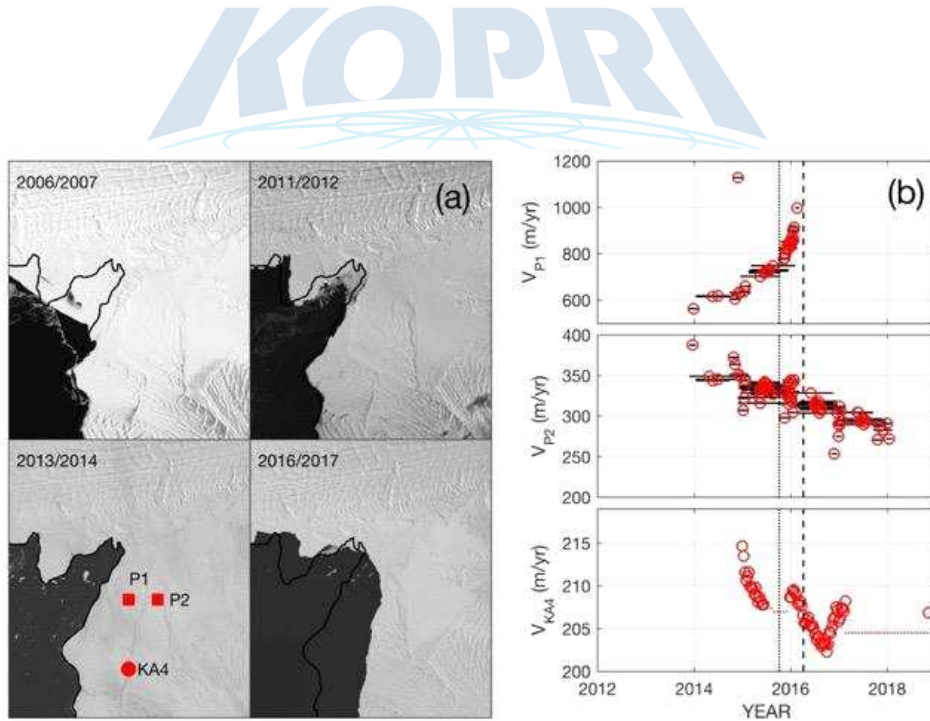 KOPRI
2006/2007
2011/2012
(a)
2013/2014
2016/2017
P1
P2
KA4
(b)
1200
1000
800
600
V_P1 (m/yr)
400
350
300
250
200
V_P2 (m/yr)
215
210
205
200
V_KA4 (m/yr)
2012
2014
2016
2018
YEAR